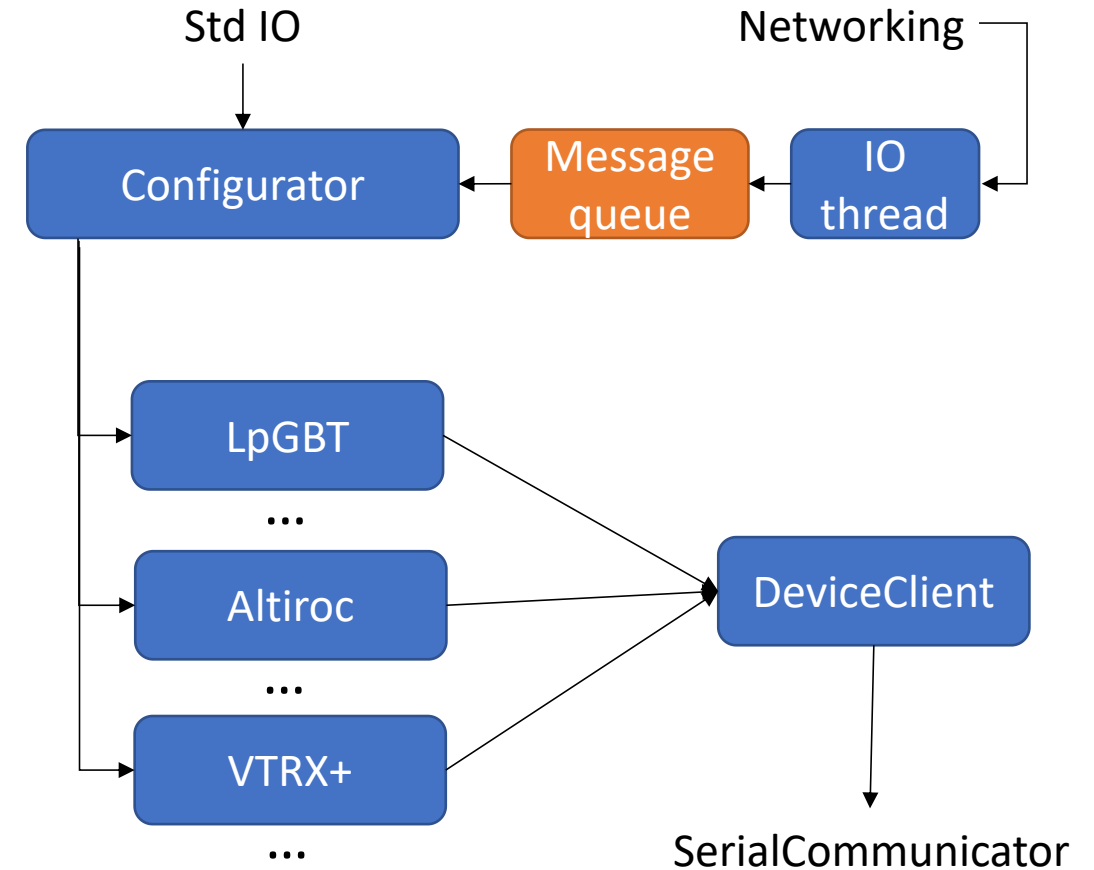 Std IO
Networking
Configurator
Message
queue
IO
thread
LpGBT
...
Altiroc
...
DeviceClient
VTRX+
...
SerialCommunicator